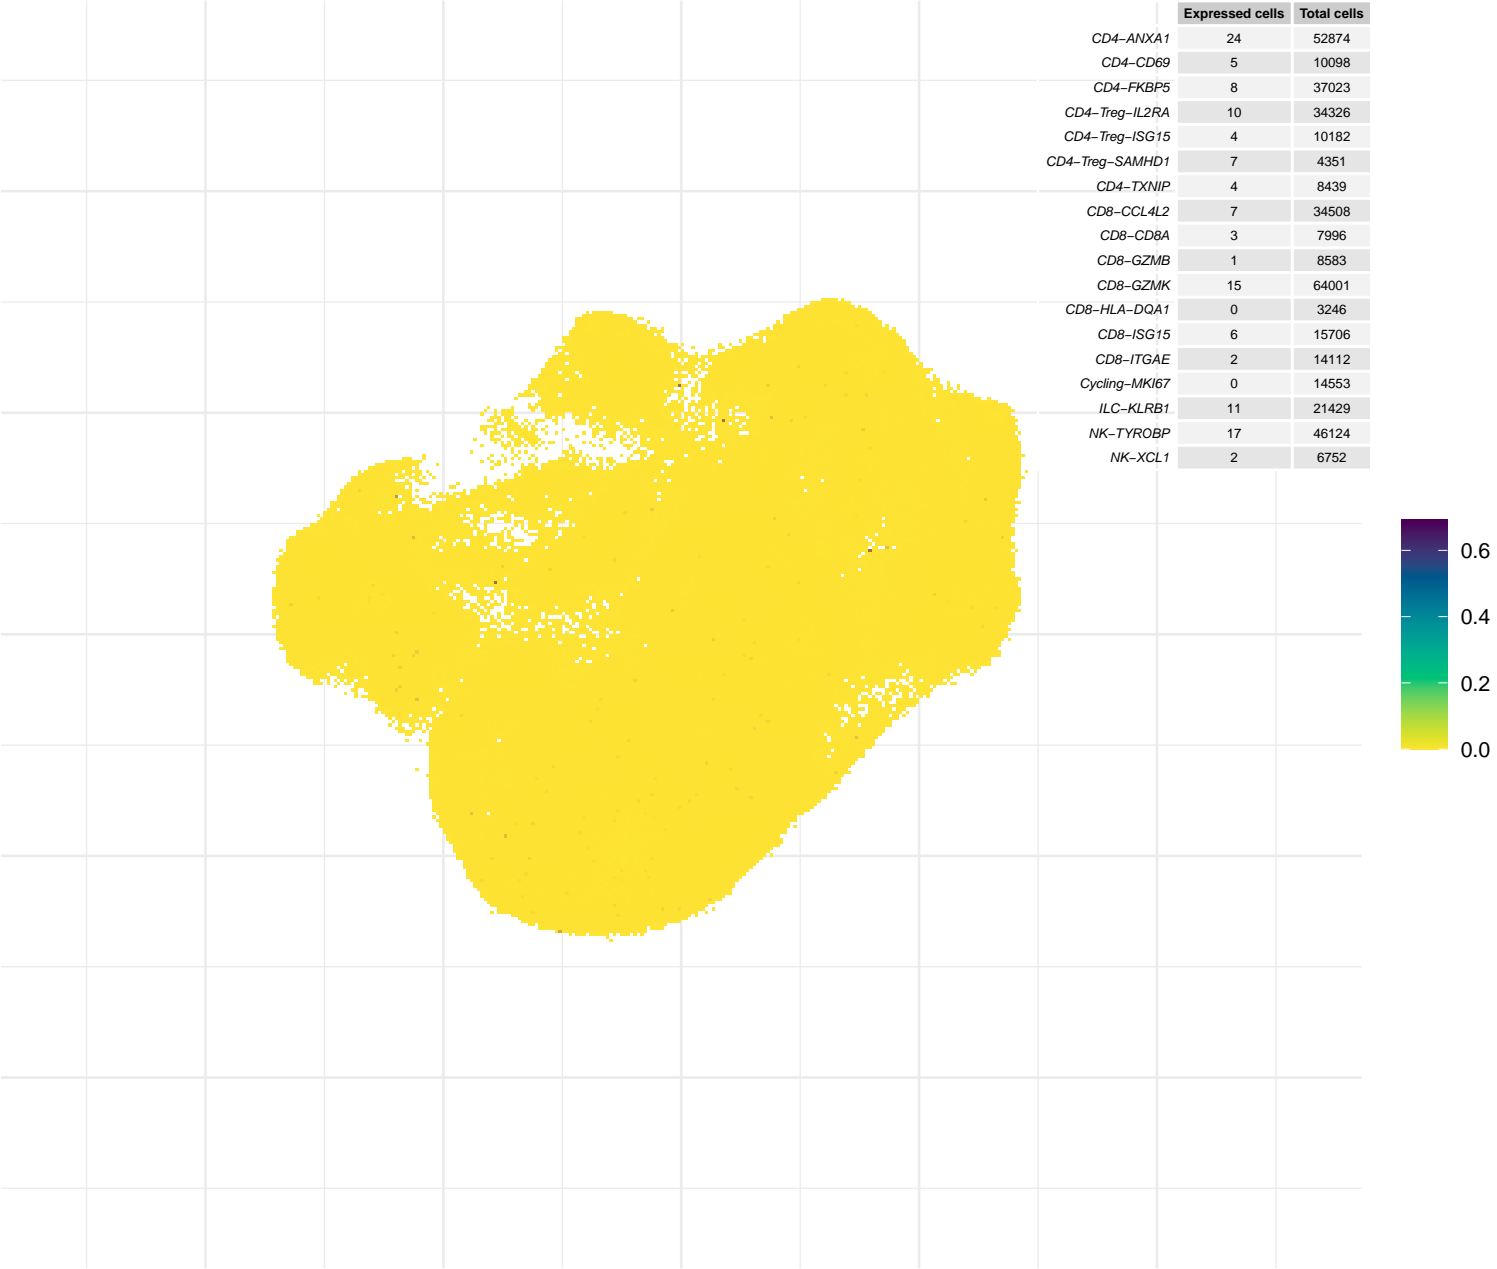 Expressed cells Total cells
CD4−ANXA1 24 52874
CD4−CD69 5 10098
CD4−FKBP5 8 37023
CD4−Treg−IL2RA 10 34326
CD4−Treg−ISG15 4 10182
CD4−Treg−SAMHD1 7 4351
CD4−TXNIP 4 8439
CD8−CCL4L2 7 34508
CD8−CD8A 3 7996
CD8−GZMB 1 8583
CD8−GZMK 15 64001
CD8−HLA−DQA1 0 3246
CD8−ISG15 6 15706
CD8−ITGAE 2 14112
Cycling−MKI67 0 14553
ILC−KLRB1 11 21429
NK−TYROBP 17 46124
NK−XCL1 2 6752
0.6
0.4
0.2
0.0